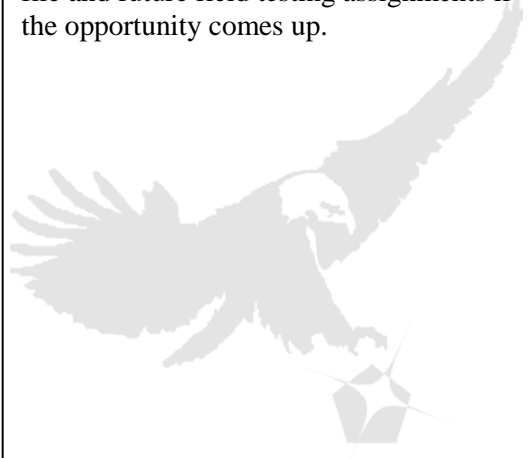 and future field testing assignments if
the opportunity comes up.